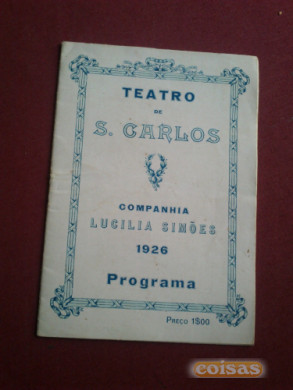 TEATRO
DE
S. CARLOS
COMPANHIA
LUCILIA SIMÕES
1926
Programa
PREÇO 1$00
coisas